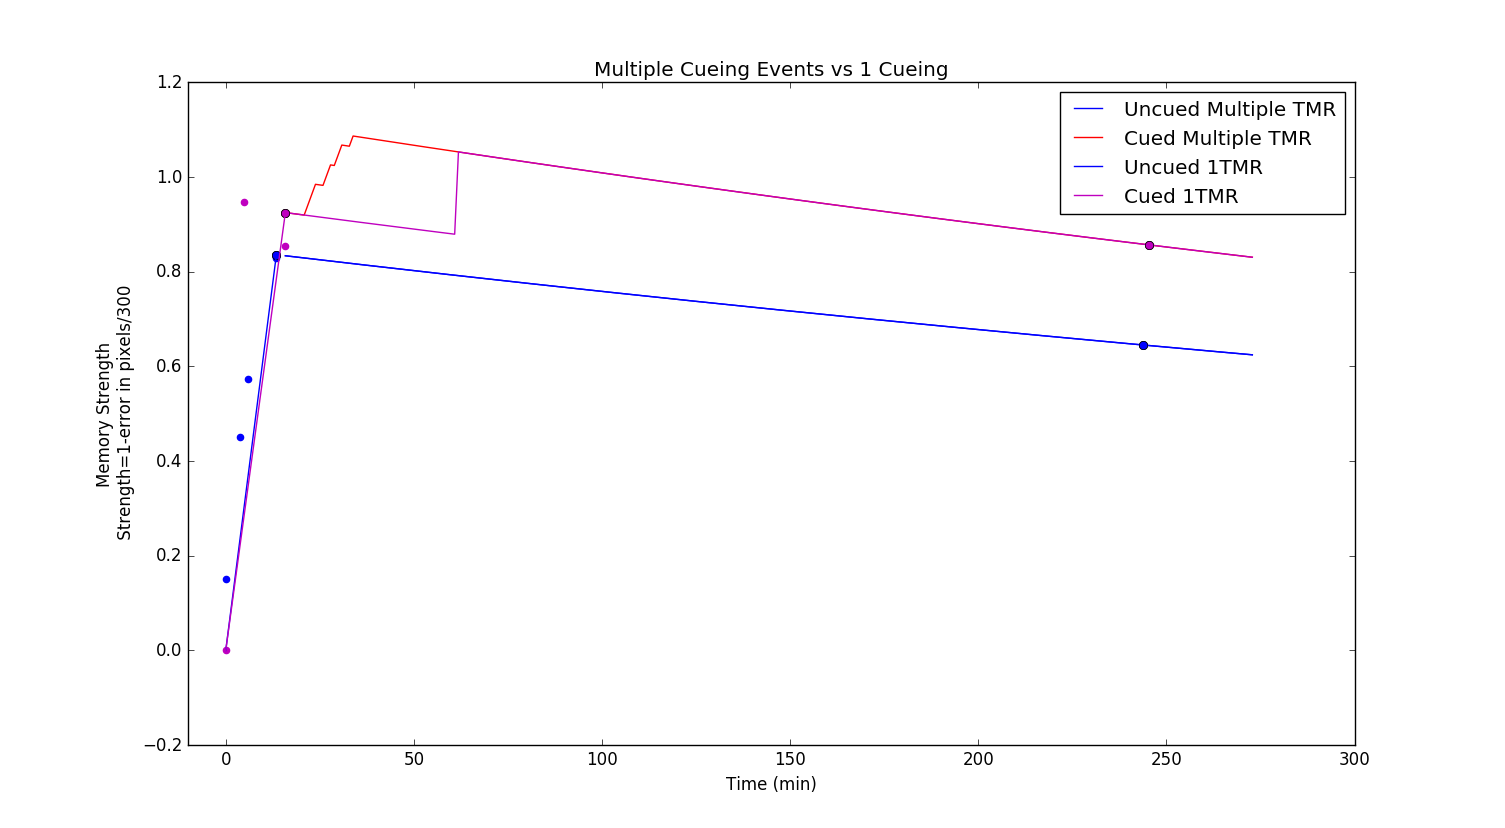 Multiple Cueing Events vs 1 Cueing
1.2
1.0
0.8
0.6
0.4
0.2
0.0
−0.2
Memory Strength
Strength=1-error in pixels/300
Uncued Multiple TMR
Cued Multiple TMR
Uncued 1TMR
Cued 1TMR
0 50 100 150 200 250 300
Time (min)